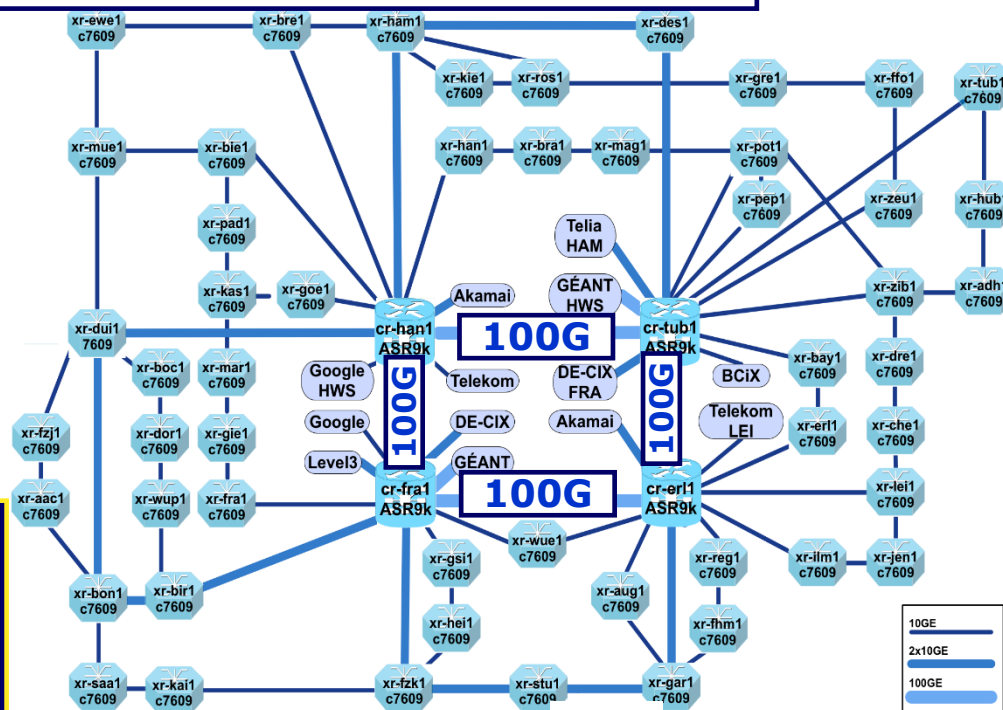 xr-ewe1
c7609
xr-bre1
c7609
xr-ham1
c7609
xr-des1
c7609
xr-kie1
c7609
xr-ros1
c7609
xr-gre1
c7609
xr-ffo1
c7609
xr-tub1
c7609
xr-mue1
c7609
xr-bie1
c7609
xr-han1
c7609
xr-bra1
c7609
xr-mag1
c7609
xr-pot1
c7609
xr-pep1
c7609
xr-zeu1
c7609
xr-hub1
c7609
xr-pad1
c7609
Telia
HAM
xr-kas1
c7609
xr-goe1
c7609
Akamai
GÉANT
HWS
xr-zib1
c7609
xr-adh1
c7609
xr-dui1
7609
cr-han1
ASR9k
100G
cr-tub1
ASR9k
xr-boc1
c7609
xr-mar1
c7609
Google
HWS
Telekom
DE-CIX
FRA
BCiX
xr-bay1
c7609
xr-dre1
c7609
100G
100G
xr-fzj1
c7609
xr-dor1
c7609
xr-gie1
c7609
Google
DE-CIX
Akamai
Telekom
LEI
xr-erl1
c7609
xr-che1
c7609
Level3
GÉANT
xr-aac1
c7609
xr-wup1
c7609
xr-fra1
c7609
cr-fra1
ASR9k
100G
cr-erl1
ASR9k
xr-lei1
c7609
xr-wue1
c7609
xr-gsi1
c7609
xr-reg1
c7609
xr-ilm1
c7609
xr-jen1
c7609
xr-bon1
c7609
xr-bir1
c7609
xr-aug1
c7609
xr-hei1
c7609
xr-fhm1
c7609
xr-saa1
c7609
xr-kai1
c7609
xr-fzk1
c7609
xr-stu1
c7609
xr-gar1
c7609
10GE
2x10GE
100GE